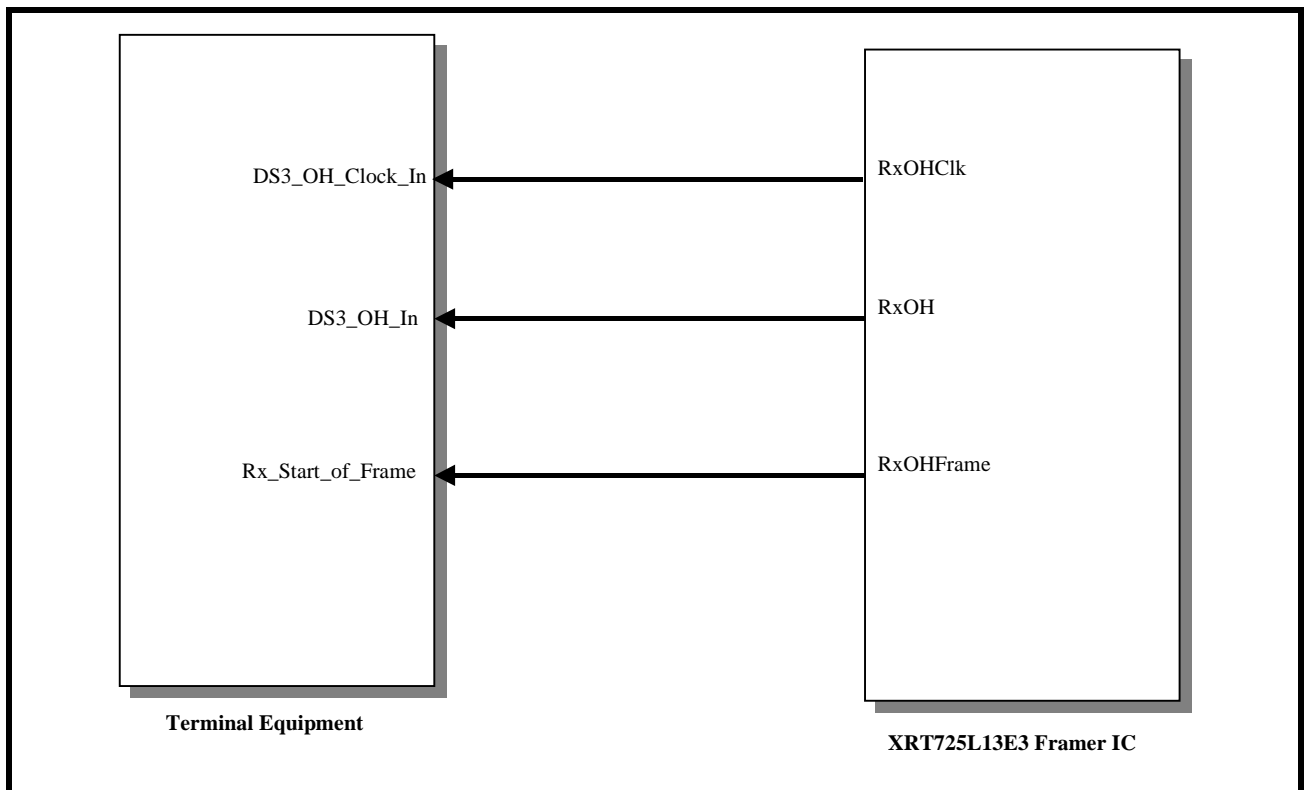 DS3_OH_Clock_In
RxOHClk
DS3_OH_In
RxOH
Rx_Start_of_Frame
RxOHFrame
Terminal Equipment
XRT725L13E3 Framer IC